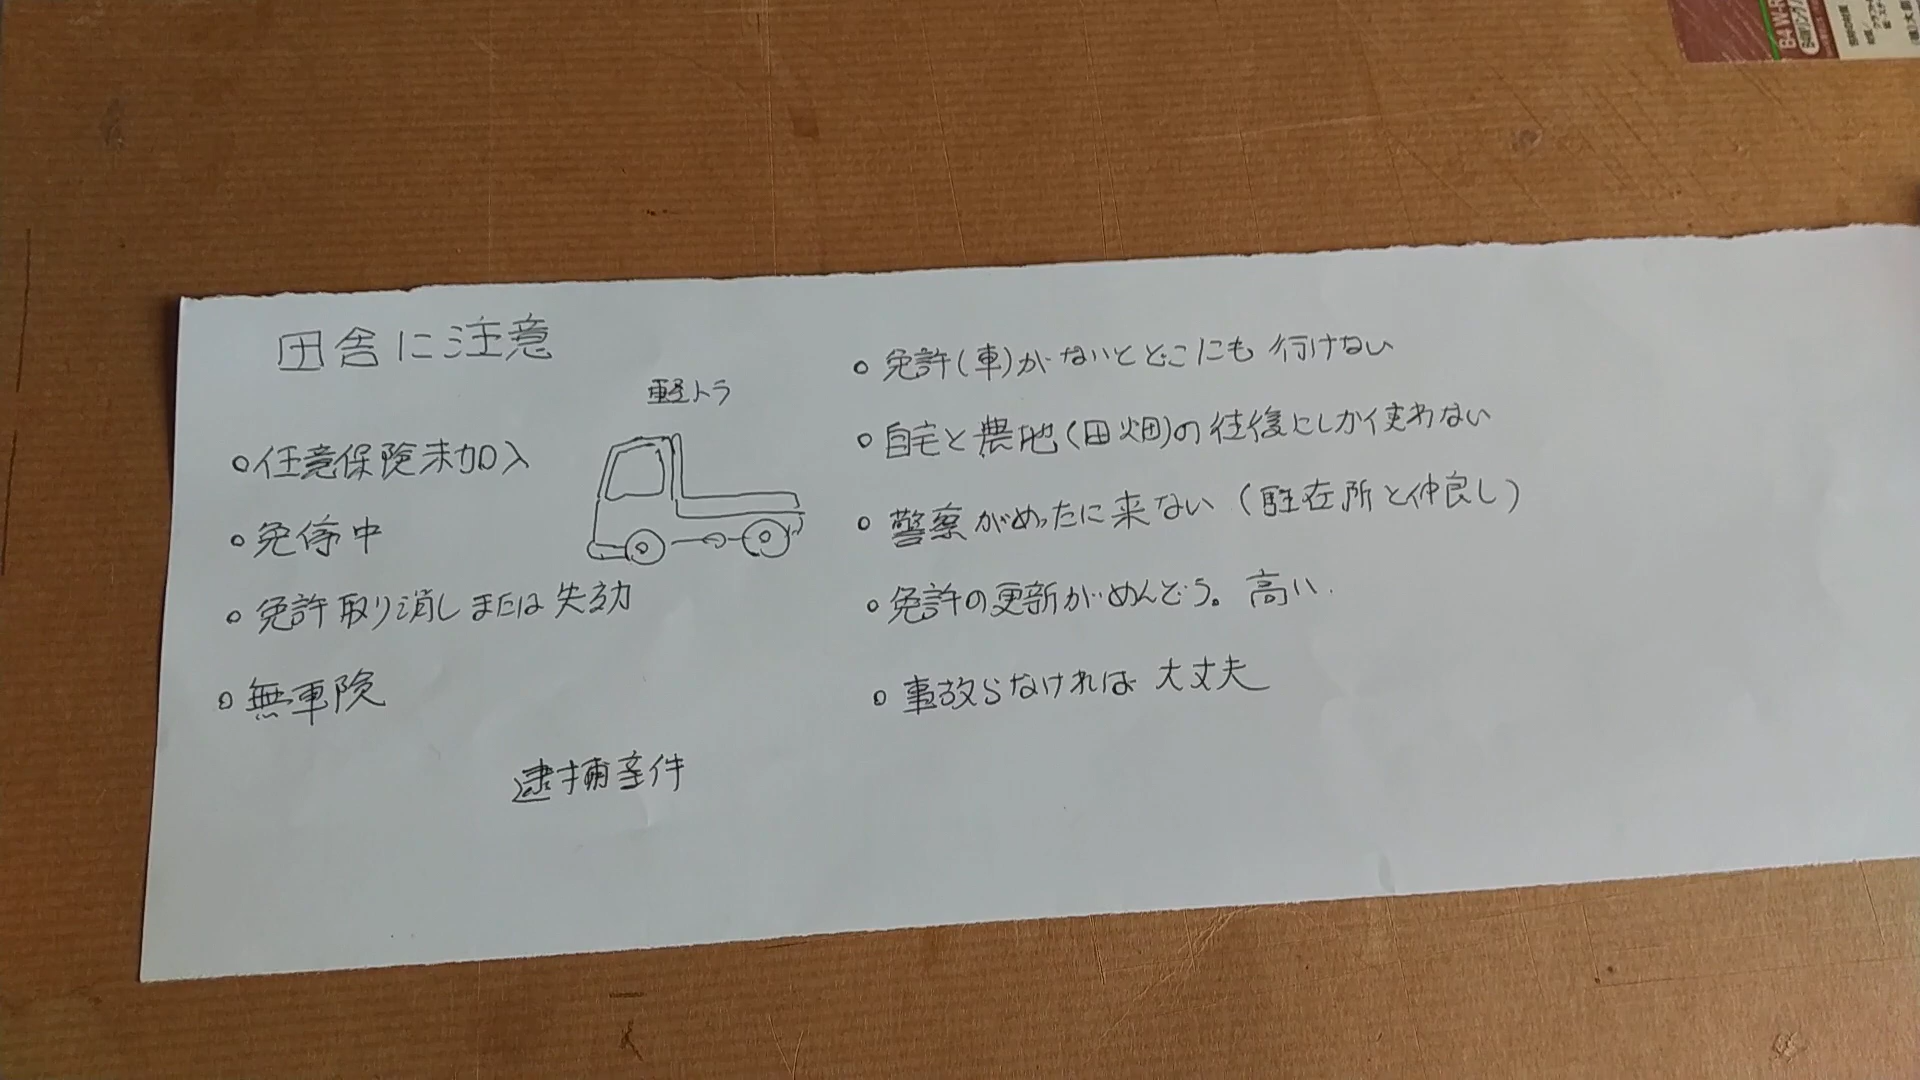 田舎に注意
軽トラ
○任意保険未加入
○免停中
○免許取り消しまたは失効
○無車険
逮捕案件
○免許(車)がないとどこにも行けない
○自宅と農地(田畑)の往復にしか使わない
○警察がめったに来ない(駐在所と仲良し)
○免許の更新がめんどう。高い.
○事故らなければ大丈夫
B4 W-R